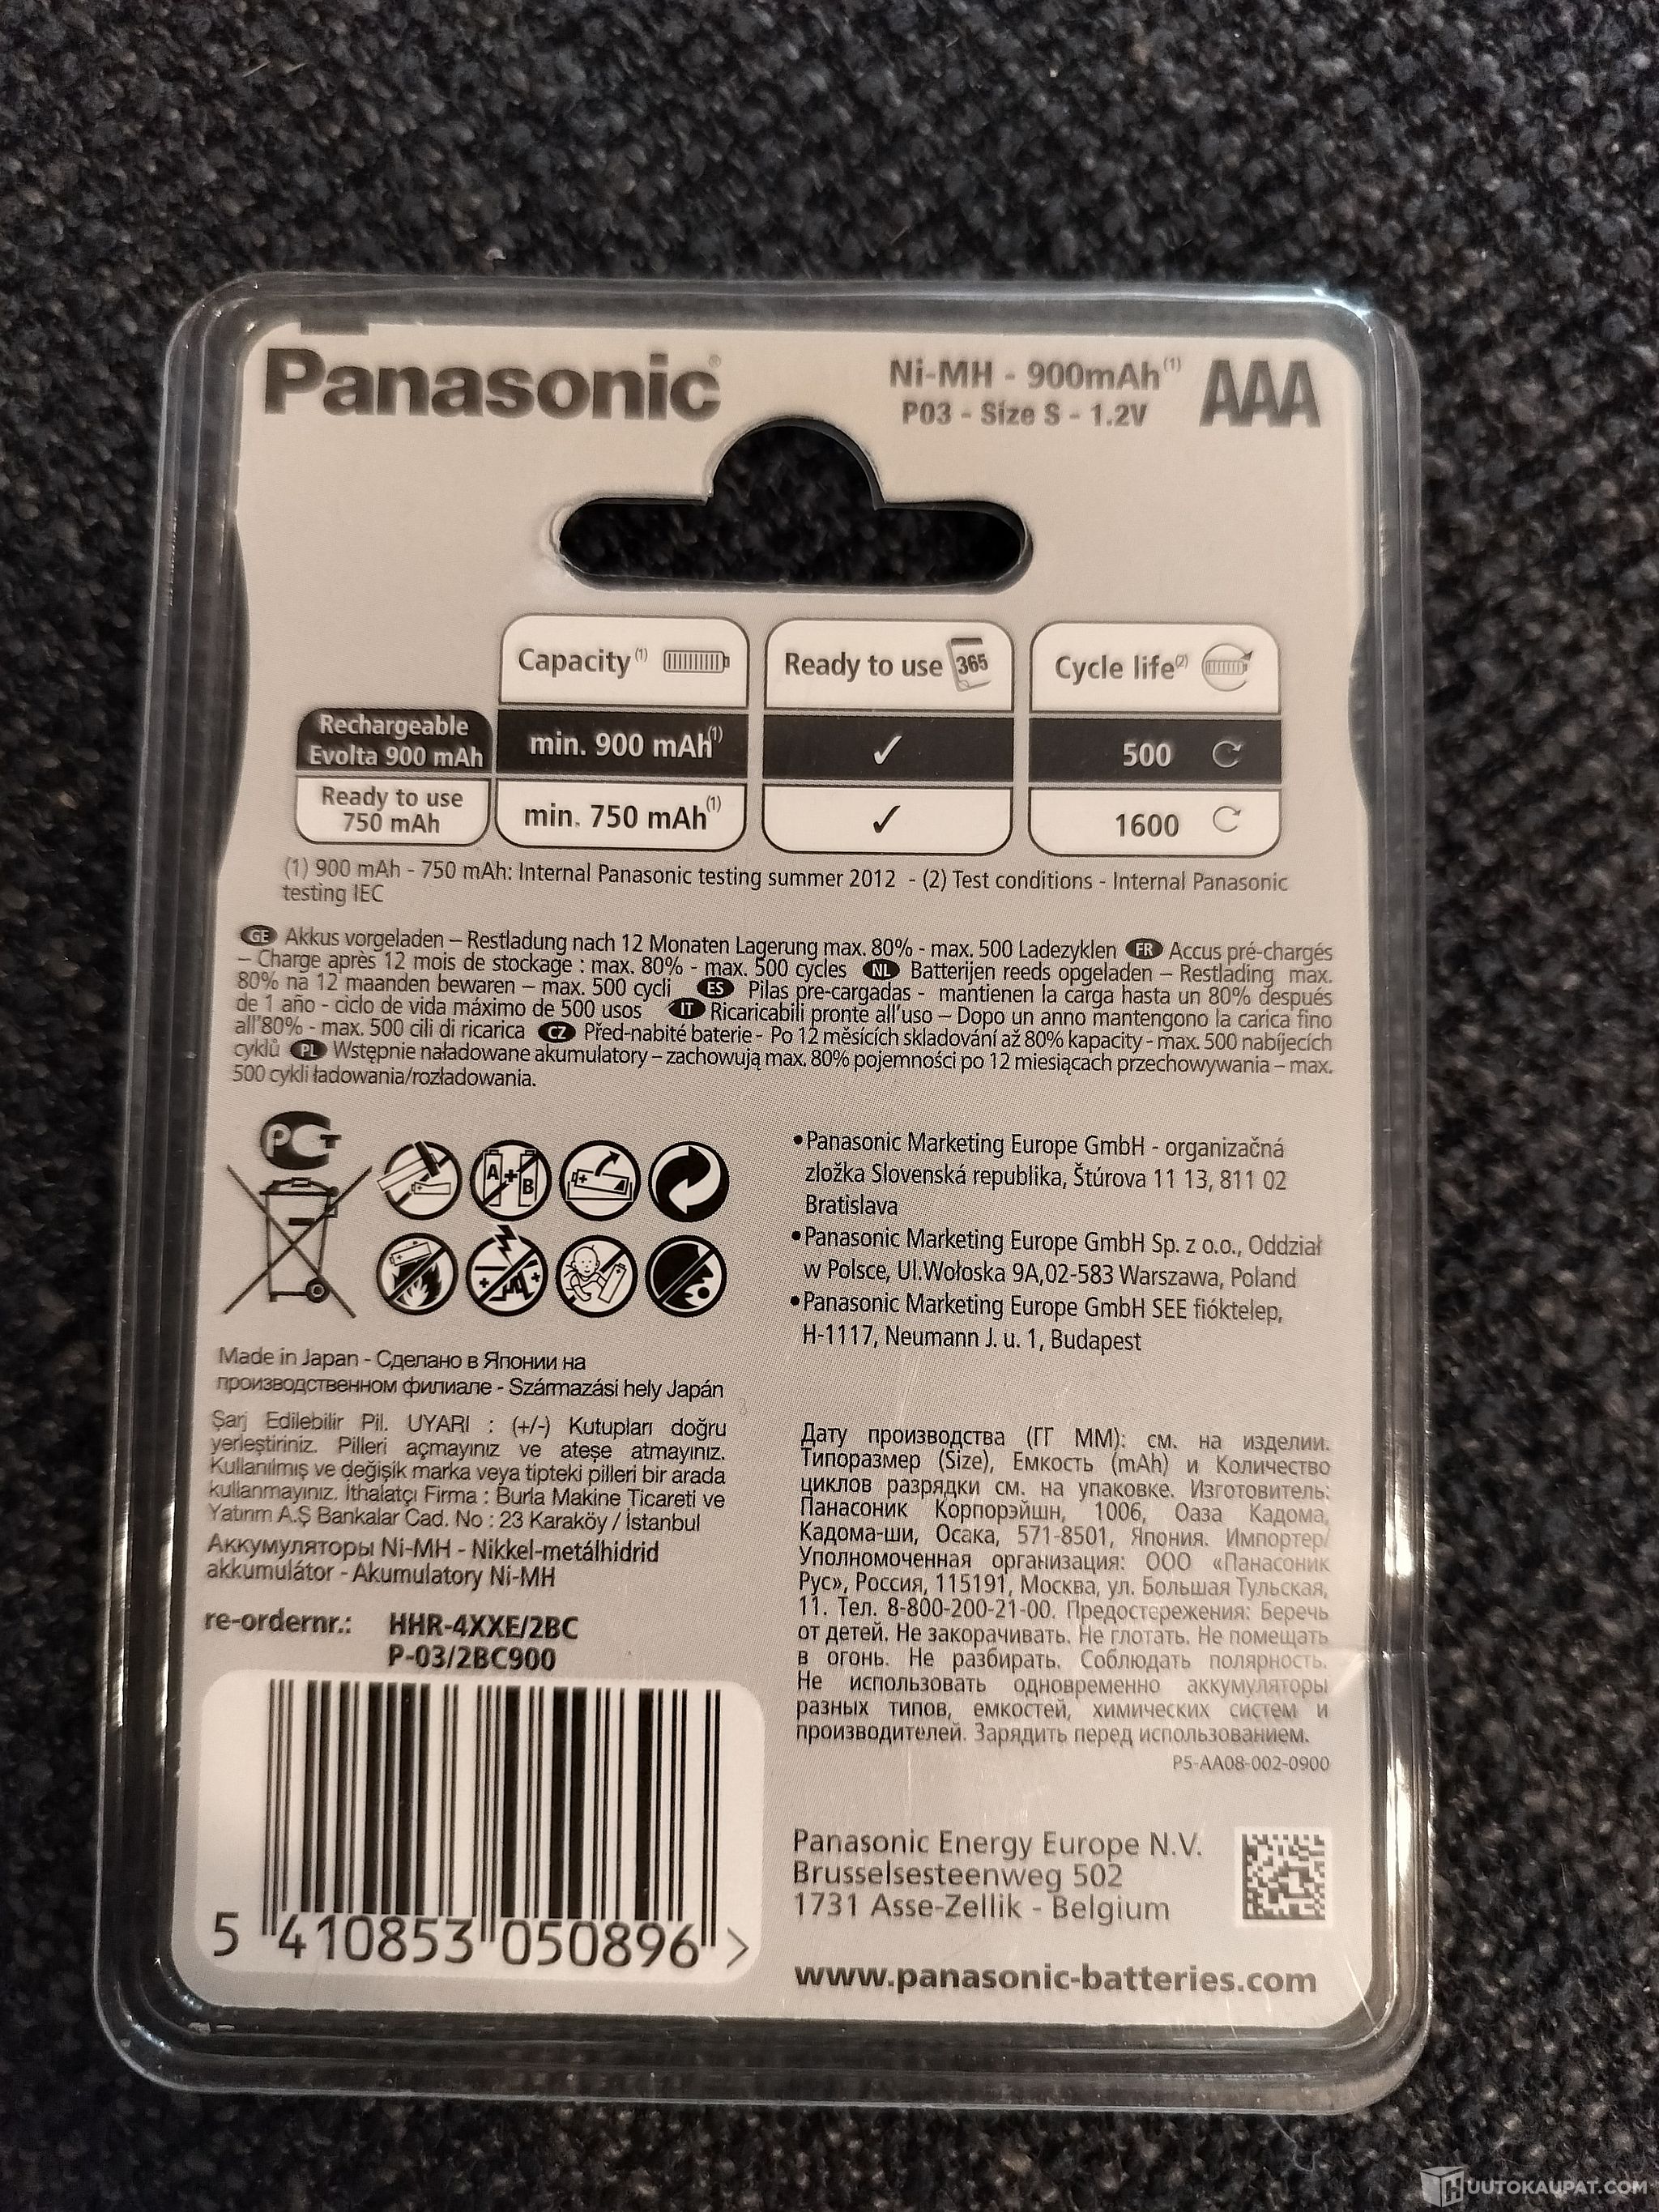 Panasonic®
Ni-MH - 900mAh(1) AAA
P03 - Size S - 1.2V
Capacity(1)
Ready to use 365
Cycle life(2)
Rechargeable
Evolta 900 mAh
min. 900 mAh(1)
✓
500
Ready to use
750 mAh
min. 750 mAh(1)
✓
1600
(1) 900 mAh - 750 mAh: Internal Panasonic testing summer 2012 - (2) Test conditions - Internal Panasonic
testing IEC
GE Akkus vorgeladen – Restladung nach 12 Monaten Lagerung max. 80% - max. 500 Ladezyklen FR Accus pré-chargés
– Charge après 12 mois de stockage : max. 80% - max. 500 cycles NL Batterijen reeds opgeladen – Restlading max.
80% na 12 maanden bewaren – max. 500 cycli ES Pilas pre-cargadas - mantienen la carga hasta un 80% después
de 1 año - ciclo de vida máximo de 500 usos IT Ricaricabili pronte all'uso – Dopo un anno mantengono la carica fino
all'80% - max. 500 cili di ricarica CZ Před-nabité baterie - Po 12 měsících skladování až 80% kapacity - max. 500 nabíjecích
cyklů PL Wstępnie naładowane akumulatory – zachowują max. 80% pojemności po 12 miesiącach przechowywania – max.
500 cykli ładowania/rozładowania.
PCT
A + B
•Panasonic Marketing Europe GmbH - organizačná
zložka Slovenská republika, Štúrova 11 13, 811 02
Bratislava
•Panasonic Marketing Europe GmbH Sp. z o.o., Oddział
w Polsce, Ul.Wołoska 9A,02-583 Warszawa, Poland
•Panasonic Marketing Europe GmbH SEE fióktelep,
H-1117, Neumann J. u. 1, Budapest
Made in Japan - Сделано в Японии на
производственном филиале - Származási hely Japán
Şarj Edilebilir Pil. UYARI : (+/-) Kutupları doğru
yerleştiriniz. Pilleri açmayınız ve ateşe atmayınız.
Kullanılmış ve değişik marka veya tipteki pilleri bir arada
kullanmayınız. İthalatçı Firma : Burla Makine Ticareti ve
Yatırım A.Ş Bankalar Cad. No : 23 Karaköy / İstanbul
Аккумуляторы Ni-MH - Nikkel-metálhidrid
akkumulátor - Akumulatory Ni-MH
re-ordernr.: HHR-4XXE/2BC
P-03/2BC900
5 410853 050896 >
Дату производства (ГГ ММ): см. на изделии.
Типоразмер (Size), Емкость (mAh) и Количество
циклов разрядки см. на упаковке. Изготовитель:
Панасоник Корпорэйшн, 1006, Оаза Кадома,
Кадома-ши, Осака, 571-8501, Япония. Импортер/
Уполномоченная организация: ООО «Панасоник
Рус», Россия, 115191, Москва, ул. Большая Тульская,
11. Тел. 8-800-200-21-00. Предостережения: Беречь
от детей. Не закорачивать. Не глотать. Не помещать
в огонь. Не разбирать. Соблюдать полярность.
Не использовать одновременно аккумуляторы
разных типов, емкостей, химических систем и
производителей. Зарядить перед использованием.
P5-AA08-002-0900
Panasonic Energy Europe N.V.
Brusselsesteenweg 502
1731 Asse-Zellik - Belgium
www.panasonic-batteries.com
HUUTOKAUPAT.COM